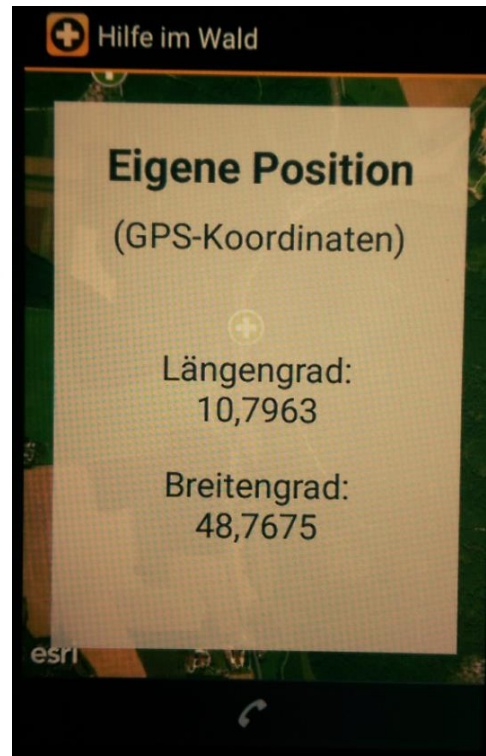 Hilfe im Wald
Eigene Position
(GPS-Koordinaten)
Längengrad:
10,7963
Breitengrad:
48,7675
esri